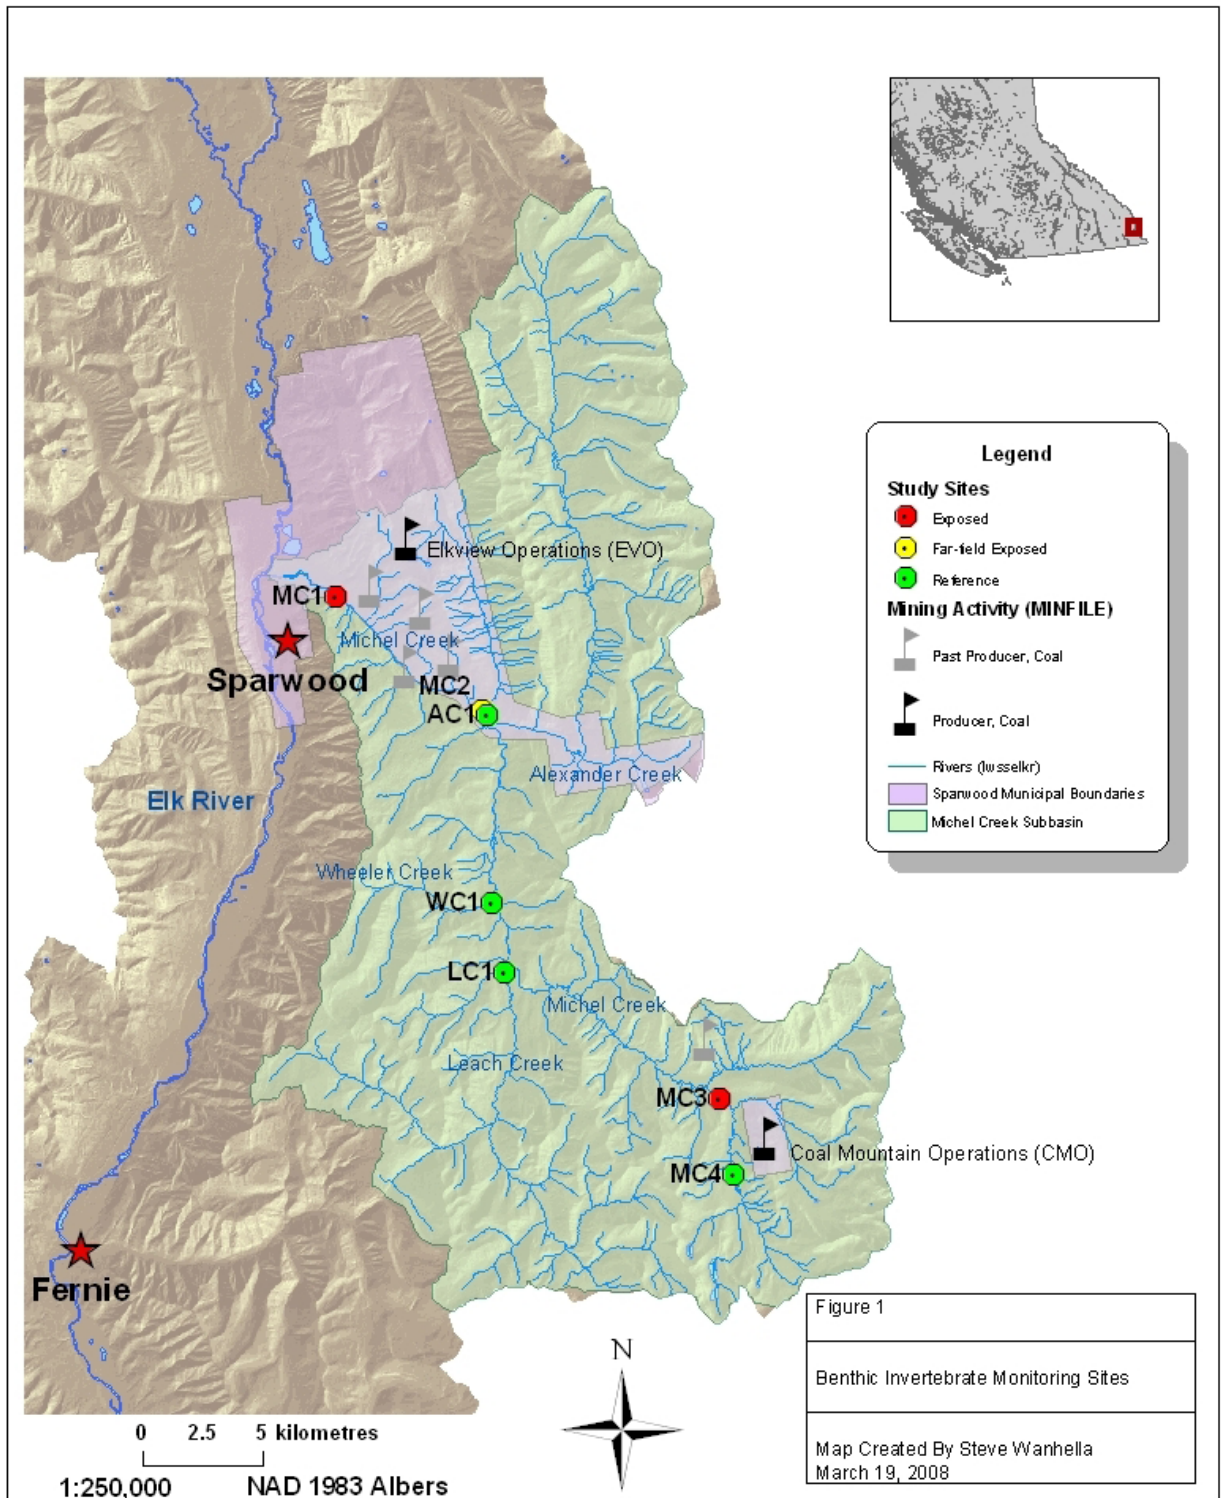 Elkview Operations (EVO)
MC1
Michel Creek
Sparwood
MC2
AC1
Alexander Creek
Elk River
Wheeler Creek
WC1
LC1
Michel Creek
Leach Creek
MC3
Coal Mountain Operations (CMO)
MC4
Fernie
Legend
Study Sites
Exposed
Far-field Exposed
Reference
Mining Activity (MINFILE)
Past Producer, Coal
Producer, Coal
Rivers (lwsselkr)
Sparwood Municipal Boundaries
Michel Creek Subbasin
N
0 2.5 5 kilometres
1:250,000 NAD 1983 Albers
Figure 1
Benthic Invertebrate Monitoring Sites
Map Created By Steve Wanhella
March 19, 2008